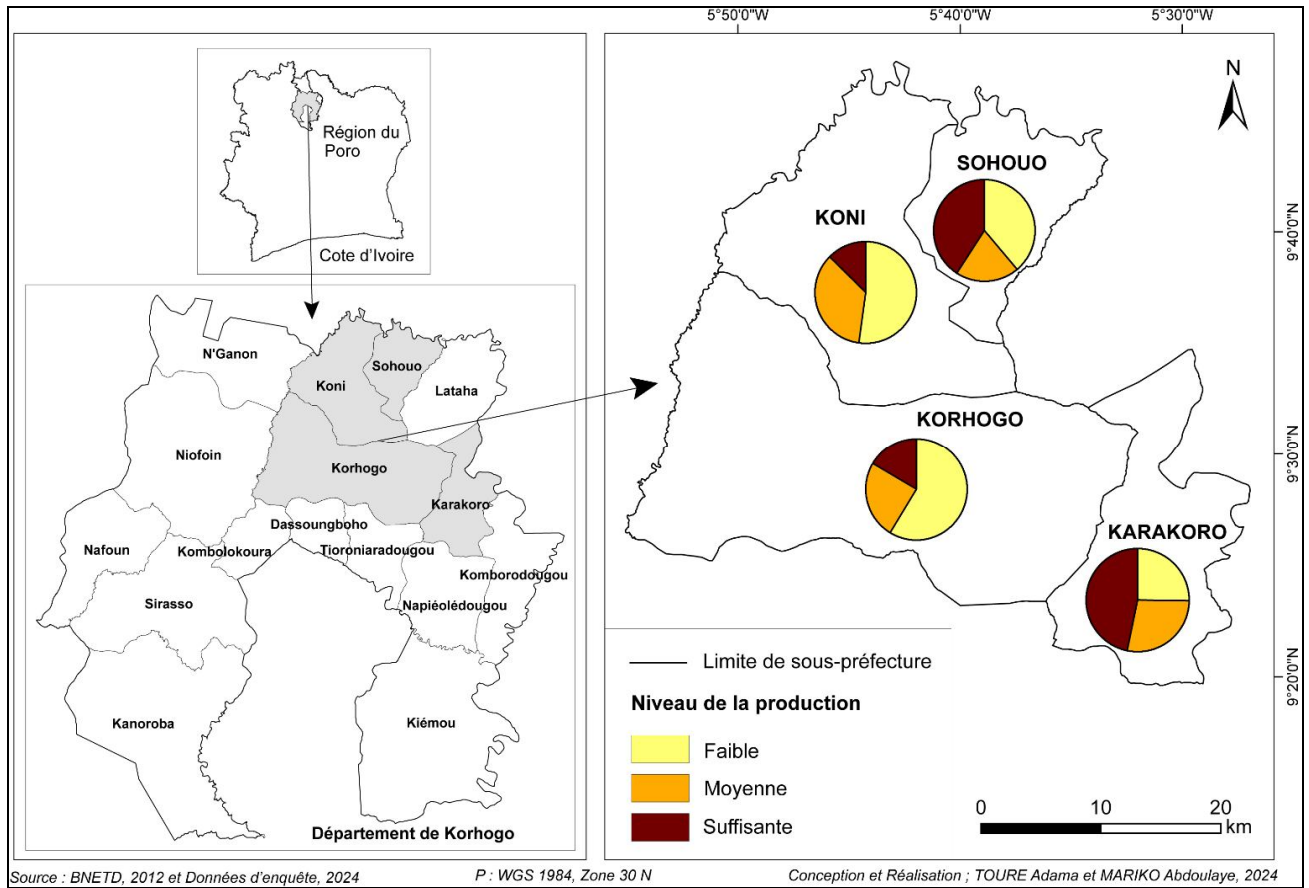 5°50'0"W
5°40'0"W
5°30'0"W
Région du
Poro
Cote d'Ivoire
N'Ganon
Koni
Sohouo
Lataha
Niofoin
Korhogo
Karakoro
Dassoungboho
Nafoun
Kombolokoura
Tioroniaradougou
Komborodougou
Sirasso
Napiéolédougou
Kanoroba
Kiémou
Département de Korhogo
N
SOHOUO
KONI
KORHOGO
KARAKORO
9°40'0"N
9°30'0"N
9°20'0"N
Limite de sous-préfecture
Niveau de la production
Faible
Moyenne
Suffisante
0 10 20
km
Source : BNETD, 2012 et Données d'enquête, 2024
P : WGS 1984, Zone 30 N
Conception et Réalisation ; TOURE Adama et MARIKO Abdoulaye, 2024